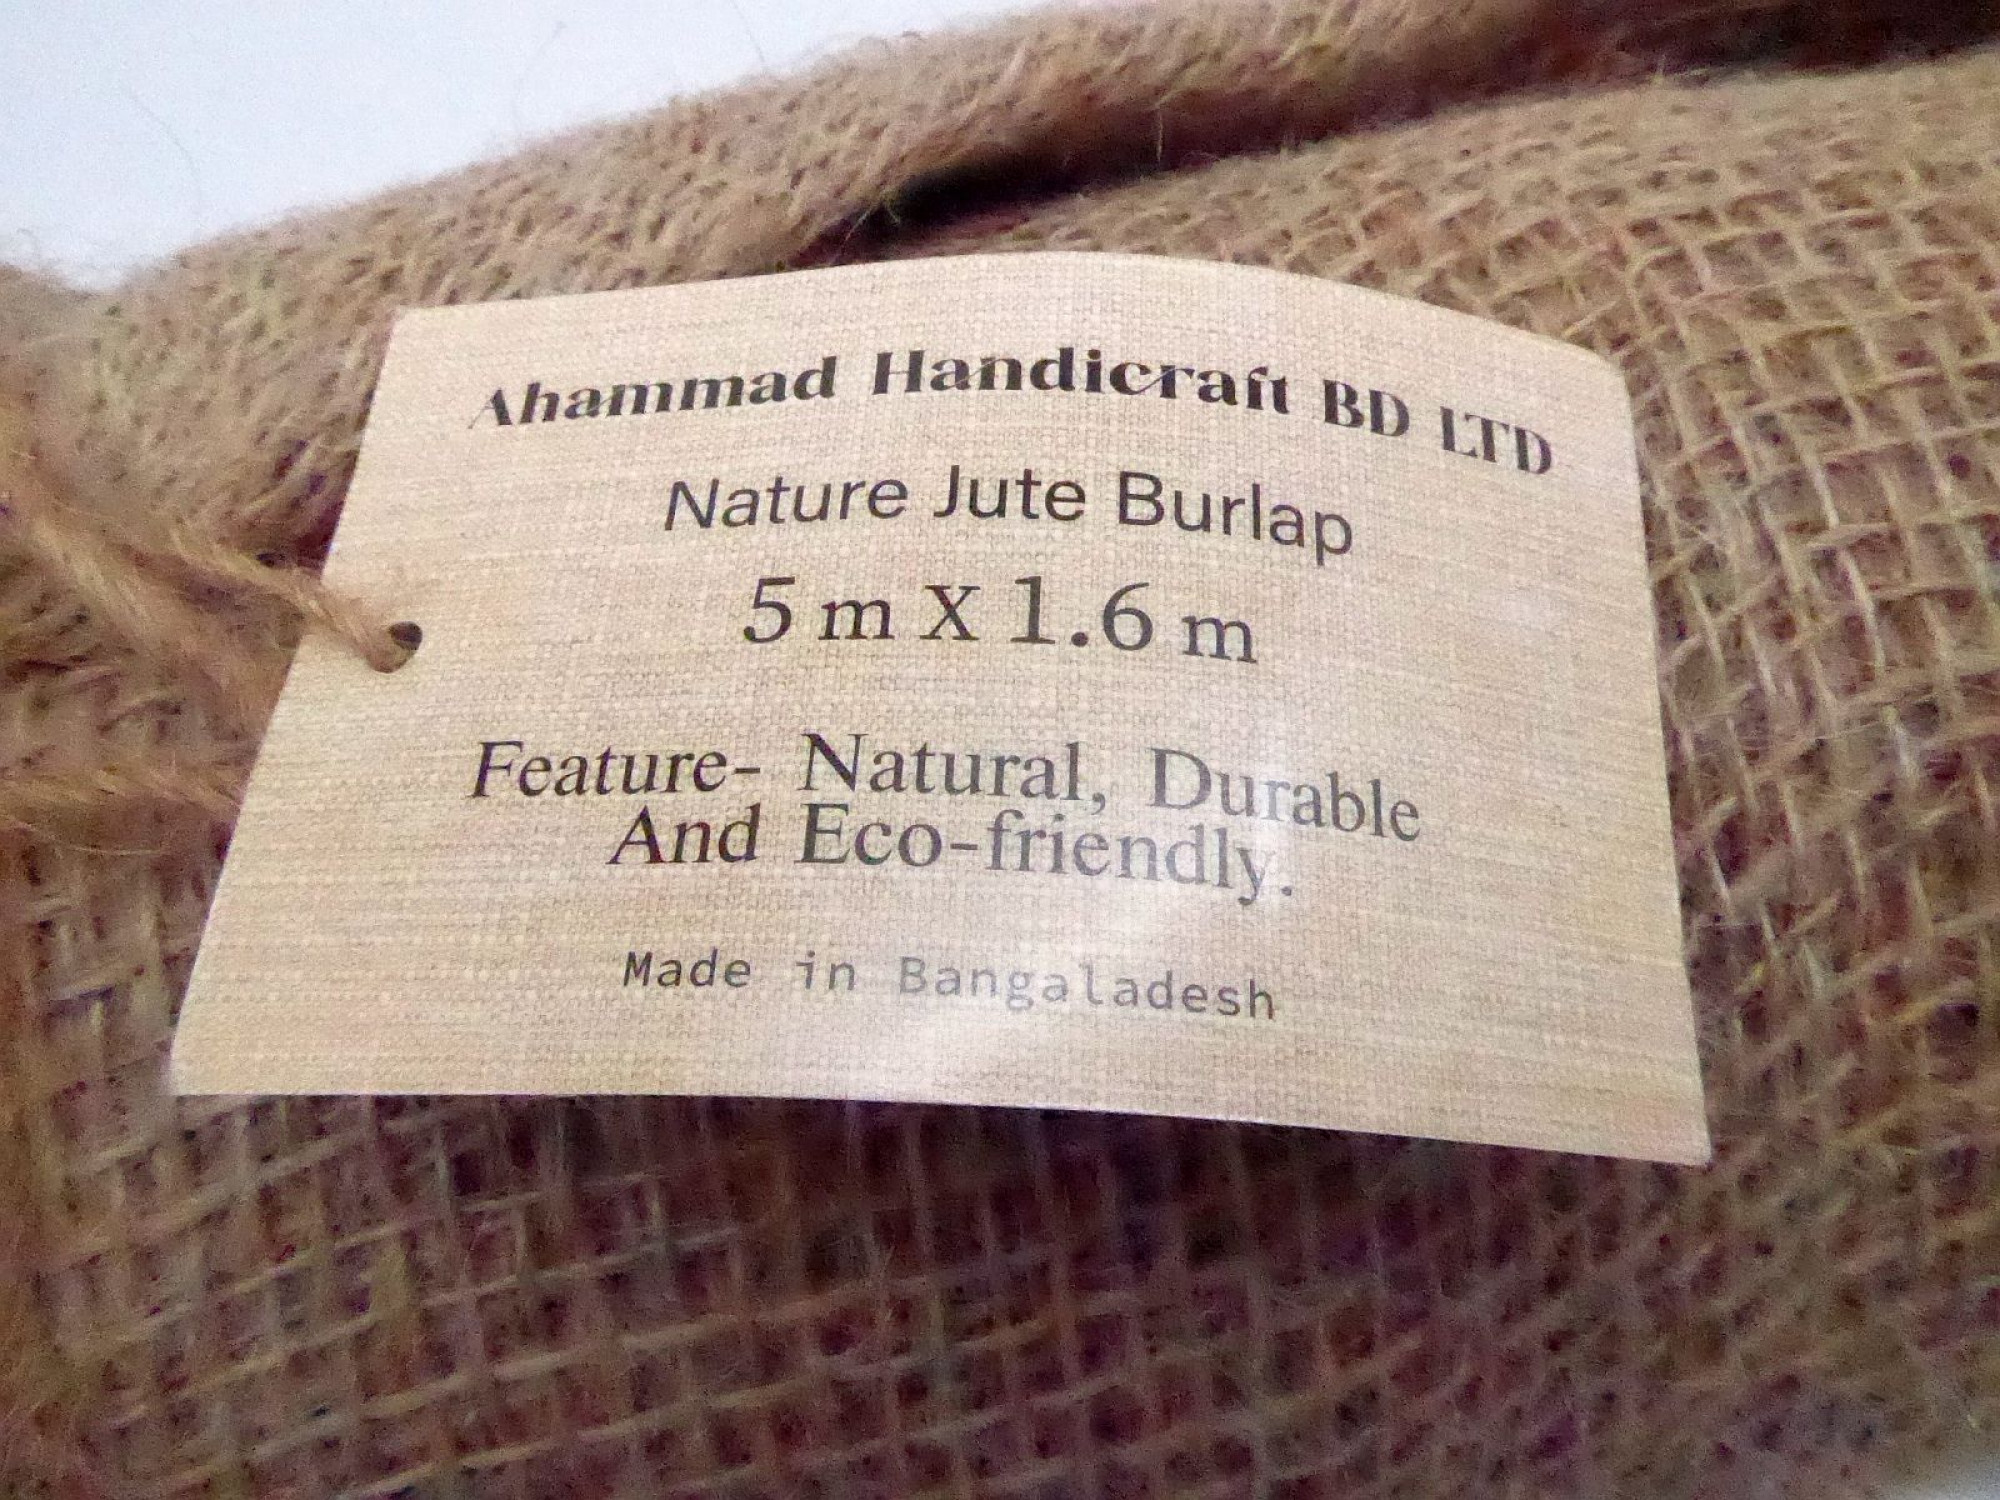 Ahammad Handicraft BD LTD
Nature Jute Burlap
5 m X 1.6 m
Feature- Natural, Durable
And Eco-friendly.
Made in Bangaladesh